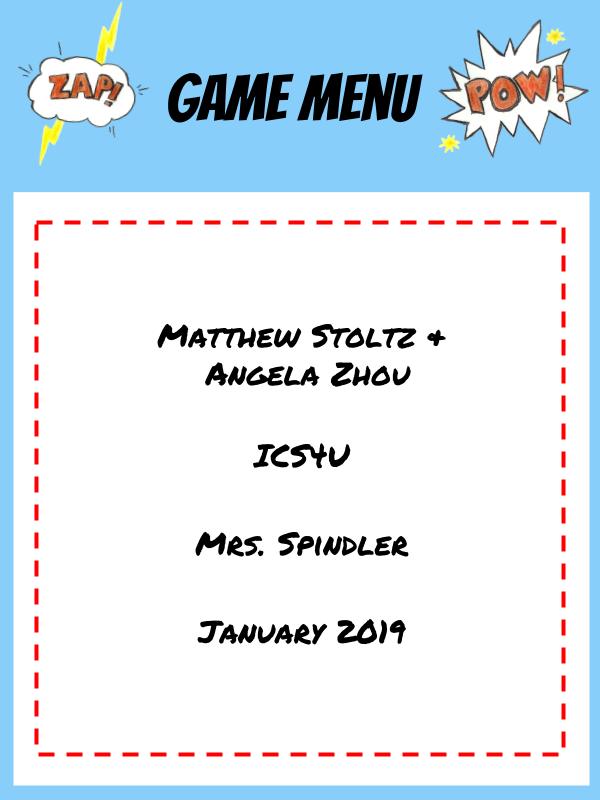 ZAP!
GAME MENU
POW!
MATTHEW STOLTZ &
ANGELA ZHOU
ICS4U
MRS. SPINDLER
JANUARY 2019